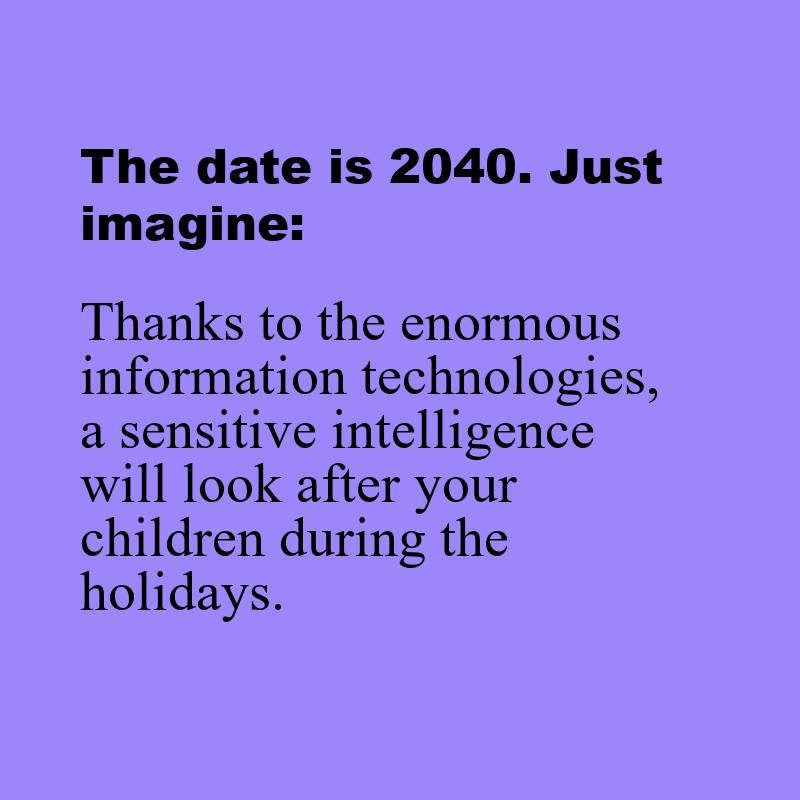 The date is 2040. Just
imagine:
Thanks to the enormous
information technologies,
a sensitive intelligence
will look after your
children during the
holidays.